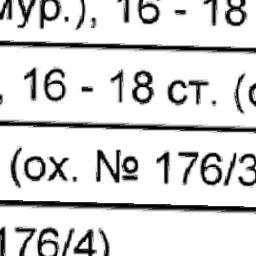 мур.), 16 - 18
, 16 - 18 ст. (
(ох. № 176/3
176/4)